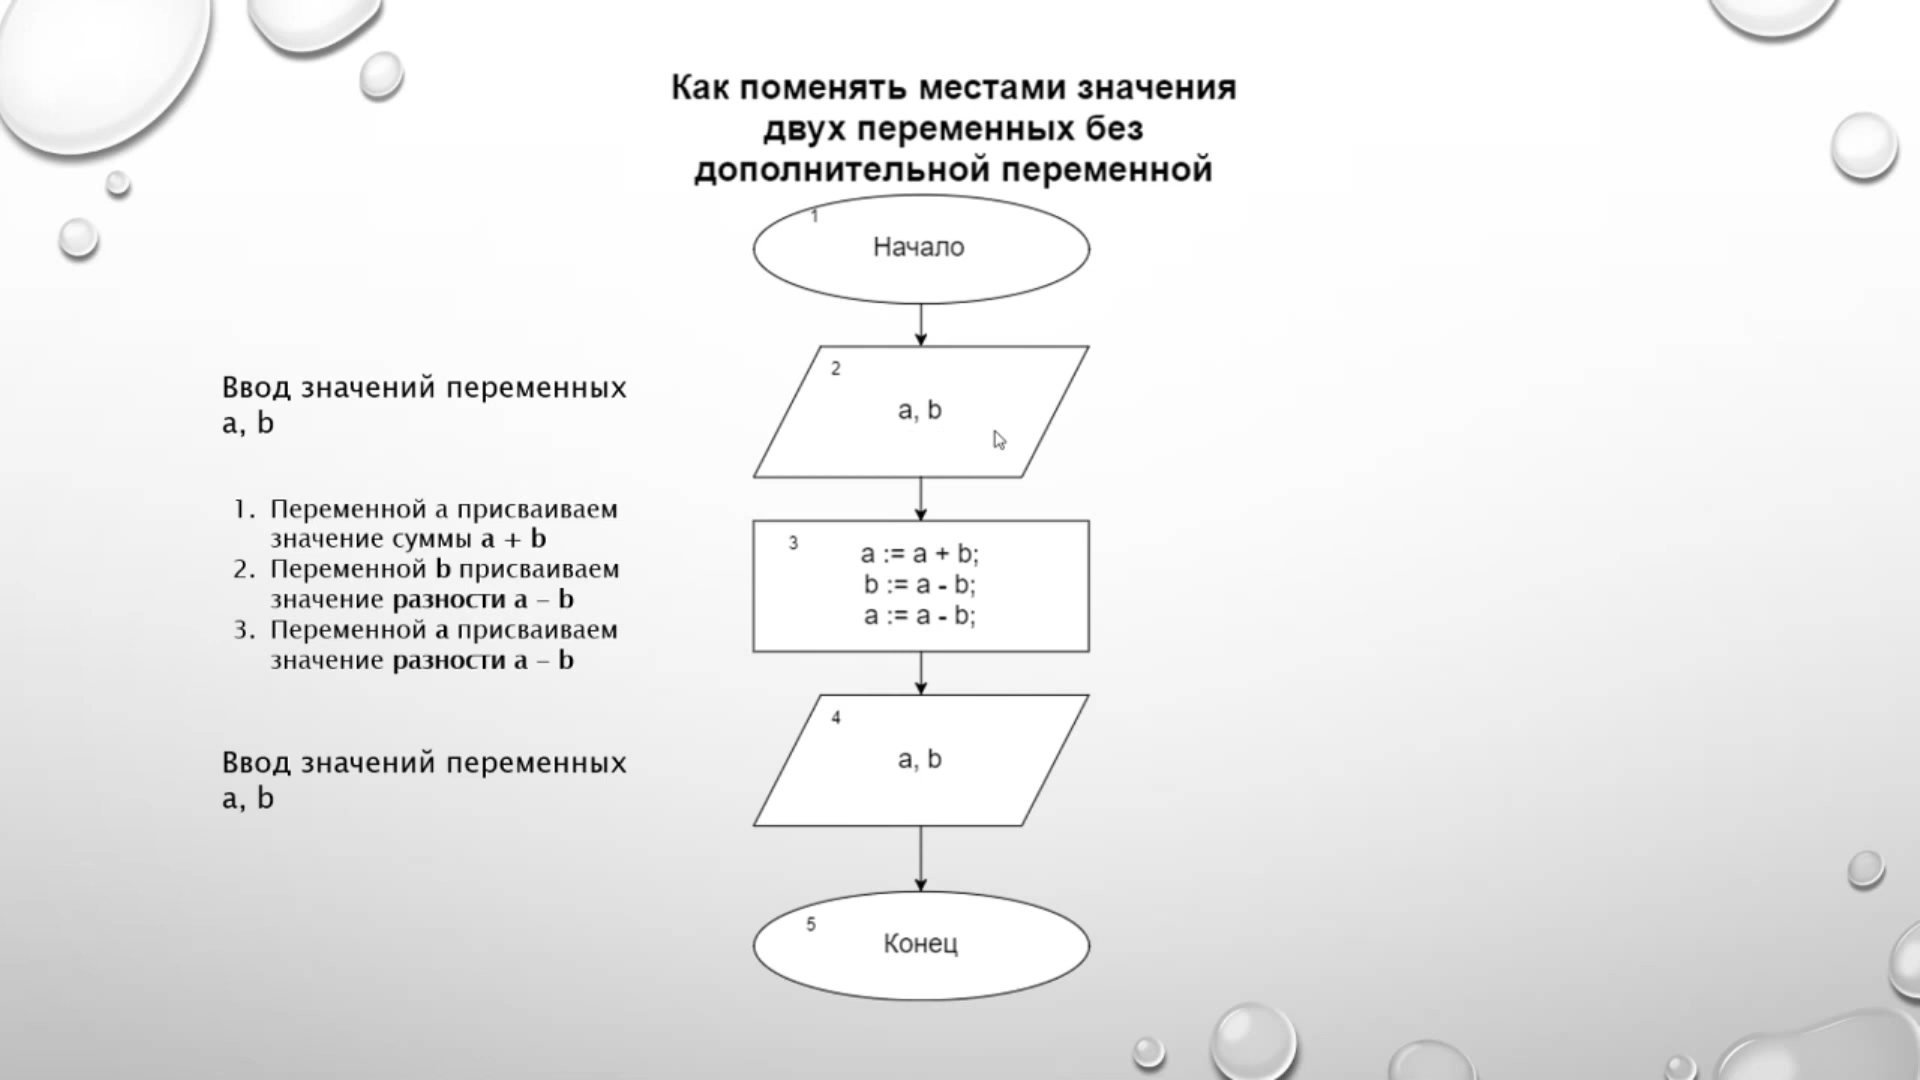 Как поменять местами значения
двух переменных без
дополнительной переменной
1
Начало
2
a, b
Ввод значений переменных
a, b
3
a := a + b;
b := a - b;
a := a - b;
1. Переменной а присваиваем
значение суммы a + b
2. Переменной b присваиваем
значение разности a – b
3. Переменной a присваиваем
значение разности a – b
4
a, b
Ввод значений переменных
a, b
5
Конец